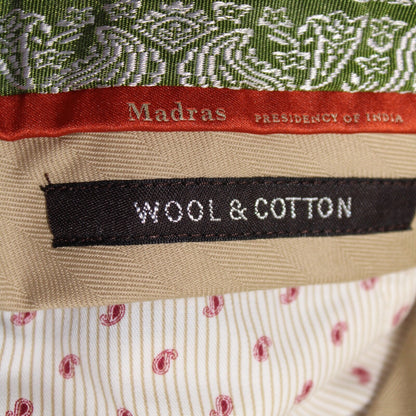 Madras PRESIDENCY OF INDIA
WOOL & COTTON